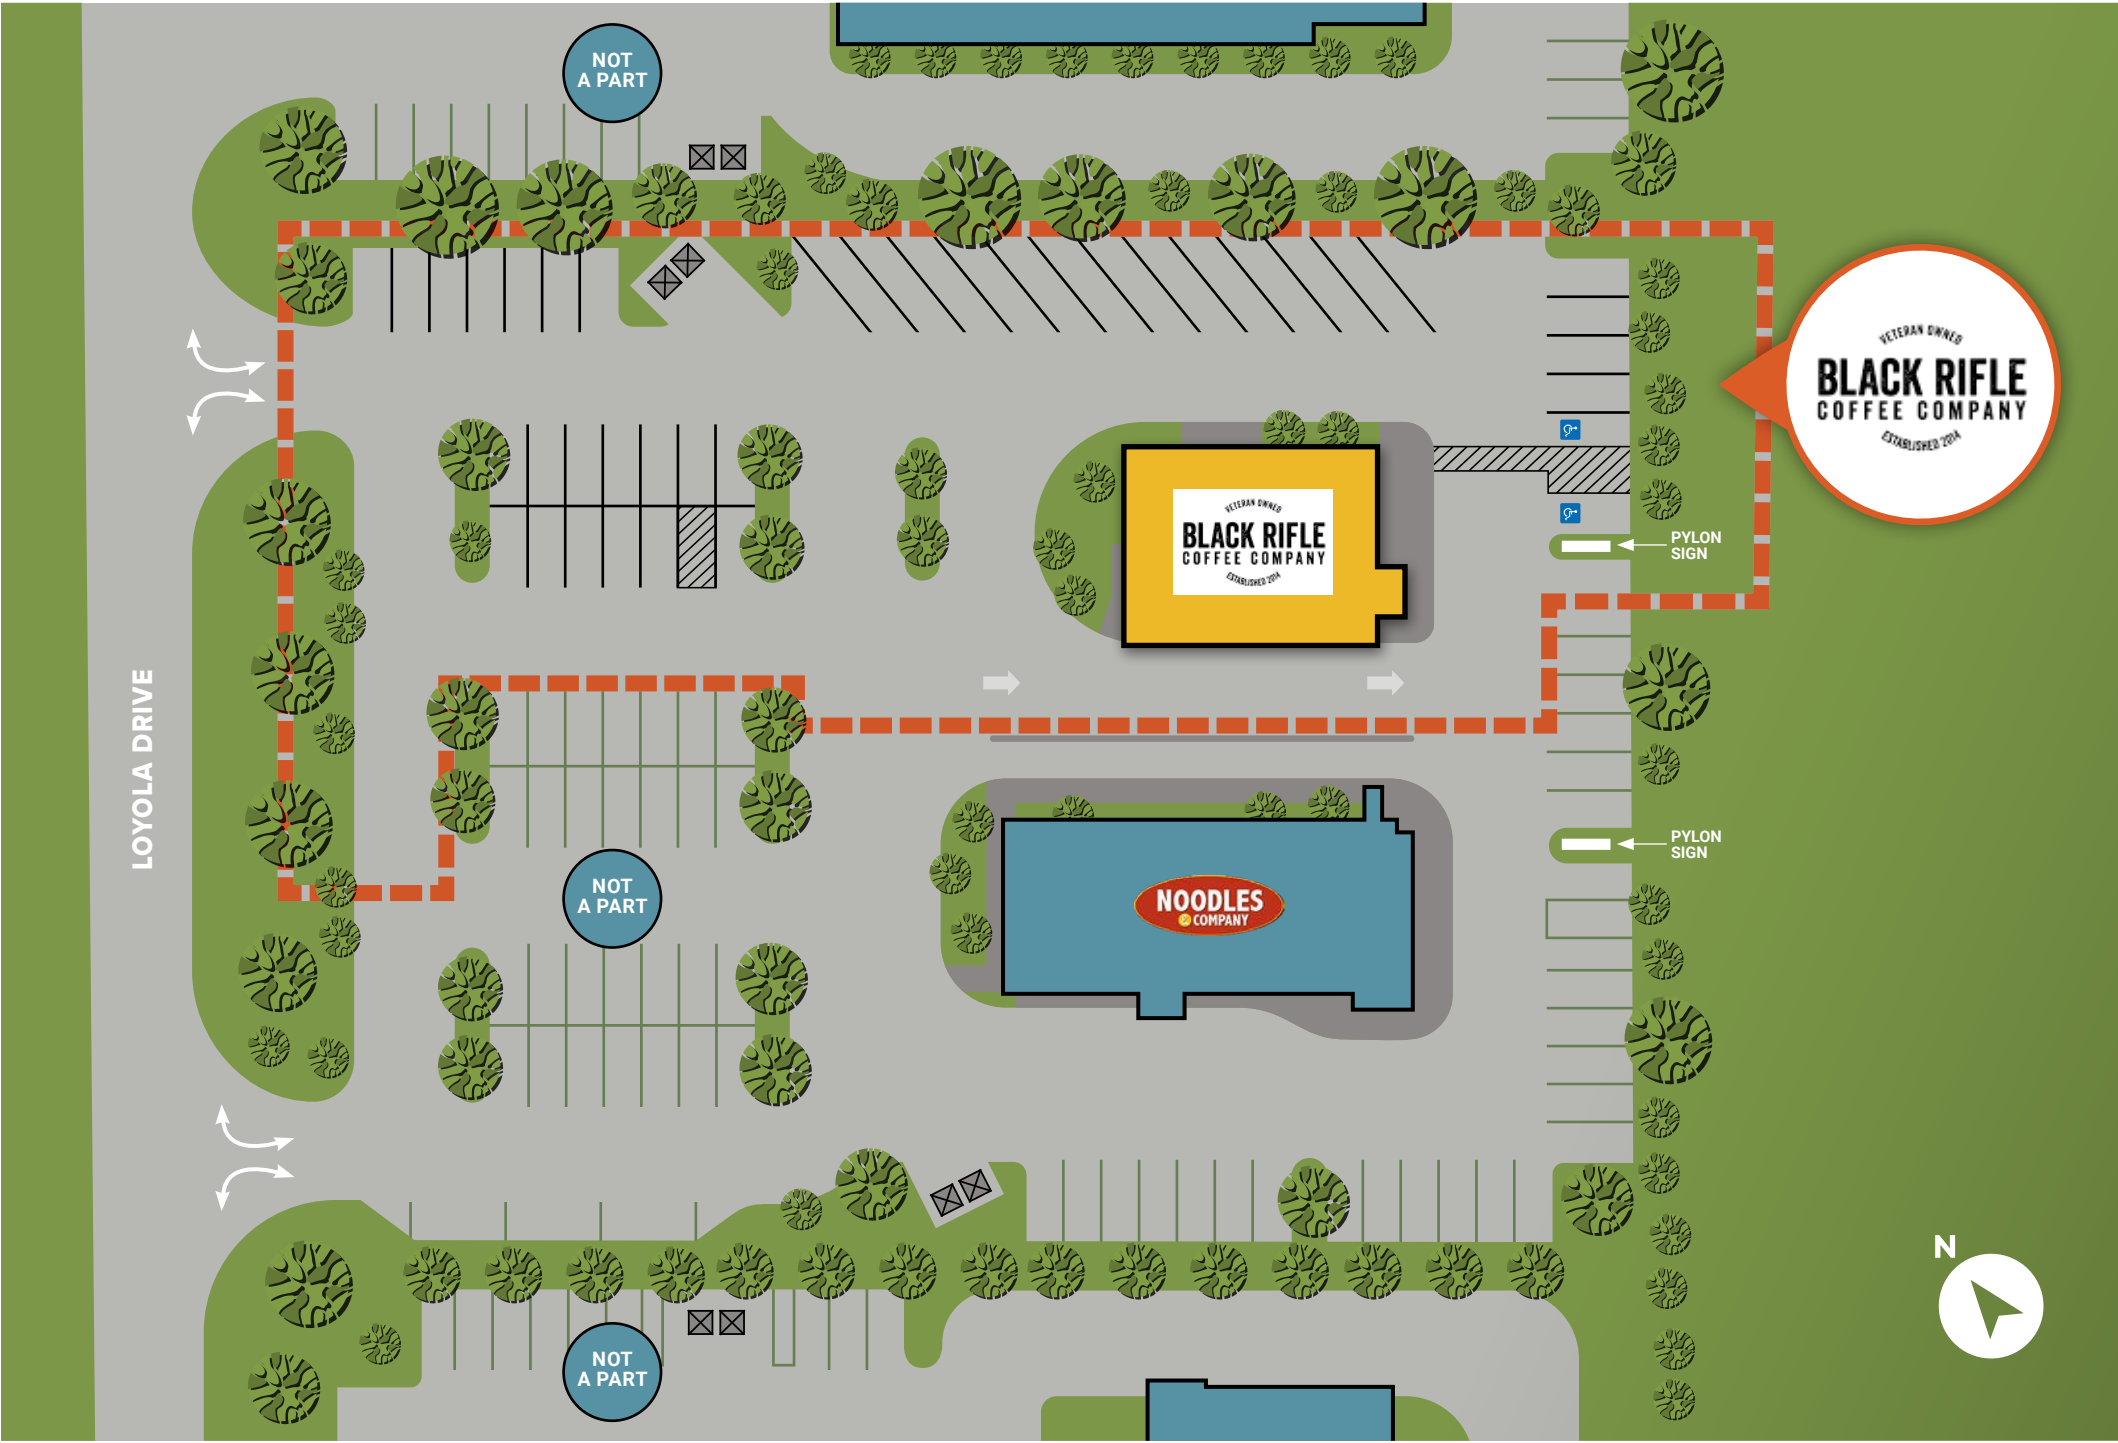 NOT
A PART
VETERAN OWNED
BLACK RIFLE
COFFEE COMPANY
ESTABLISHED 2014
VETERAN OWNED
BLACK RIFLE
COFFEE COMPANY
ESTABLISHED 2014
PYLON
SIGN
LOYOLA DRIVE
PYLON
SIGN
NOT
A PART
NOODLES
& COMPANY
N
NOT
A PART